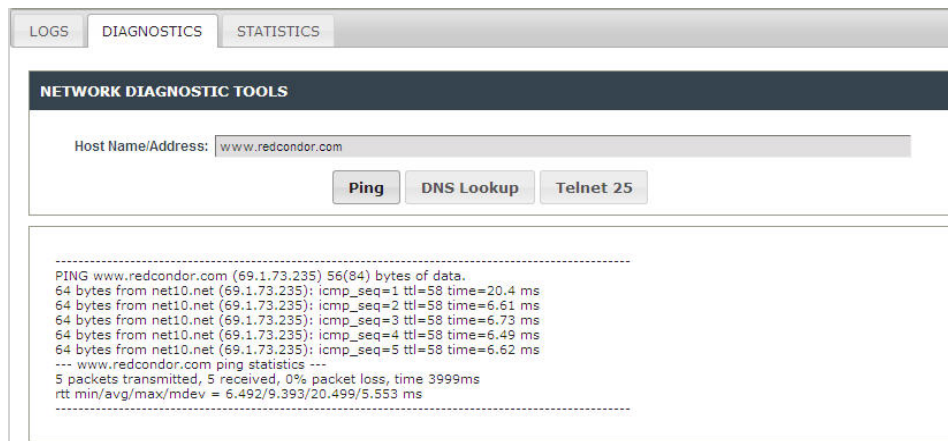 LOGS DIAGNOSTICS STATISTICS
NETWORK DIAGNOSTIC TOOLS
Host Name/Address: www.redcondor.com
Ping DNS Lookup Telnet 25
--------------------------------------------------------------------------------
PING www.redcondor.com (69.1.73.235) 56(84) bytes of data.
64 bytes from net10.net (69.1.73.235): icmp_seq=1 ttl=58 time=20.4 ms
64 bytes from net10.net (69.1.73.235): icmp_seq=2 ttl=58 time=6.61 ms
64 bytes from net10.net (69.1.73.235): icmp_seq=3 ttl=58 time=6.73 ms
64 bytes from net10.net (69.1.73.235): icmp_seq=4 ttl=58 time=6.49 ms
64 bytes from net10.net (69.1.73.235): icmp_seq=5 ttl=58 time=6.62 ms
--- www.redcondor.com ping statistics ---
5 packets transmitted, 5 received, 0% packet loss, time 3999ms
rtt min/avg/max/mdev = 6.492/9.393/20.499/5.553 ms
--------------------------------------------------------------------------------